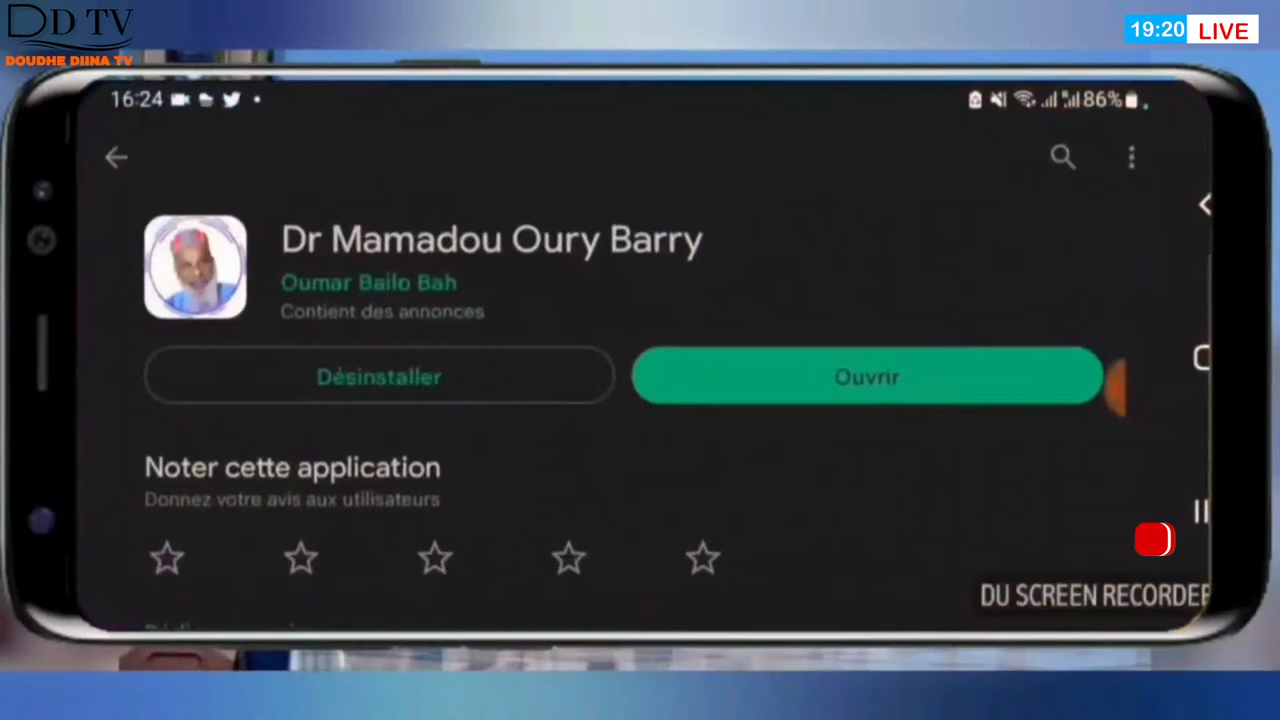 DD TV
DOUDHE DIINA TV
19:20 LIVE
16:24
86%
Dr Mamadou Oury Barry
Oumar Bailo Bah
Contient des annonces
Désinstaller
Ouvrir
Noter cette application
Donnez votre avis aux utilisateurs
DU SCREEN RECORDER